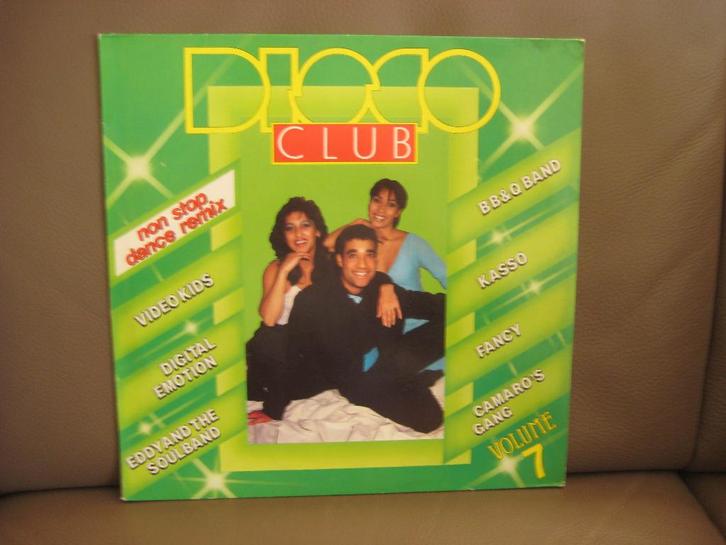 DISCO
CLUB
non stop
dance remix
VIDEO KIDS
DIGITAL
EMOTION
EDDY AND THE
SOULBAND
BB&Q BAND
KASSO
FANCY
CAMARO'S
GANG
VOLUME
7